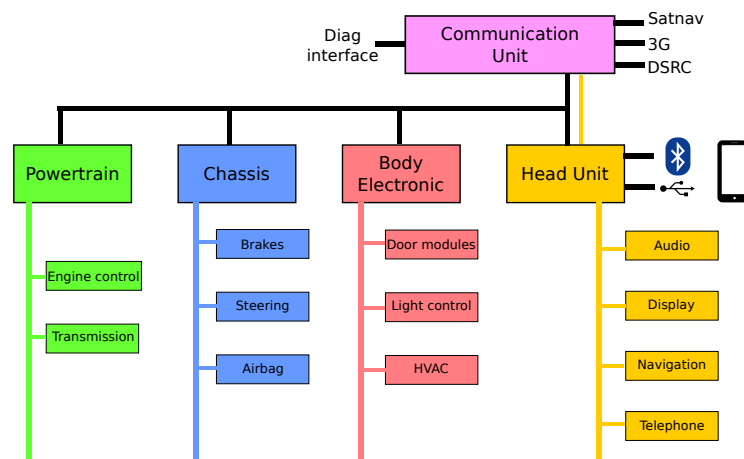 Diag
interface
Communication
Unit
Satnav
3G
DSRC
Powertrain
Chassis
Body
Electronic
Head Unit
Engine control
Transmission
Brakes
Steering
Airbag
Door modules
Light control
HVAC
Audio
Display
Navigation
Telephone